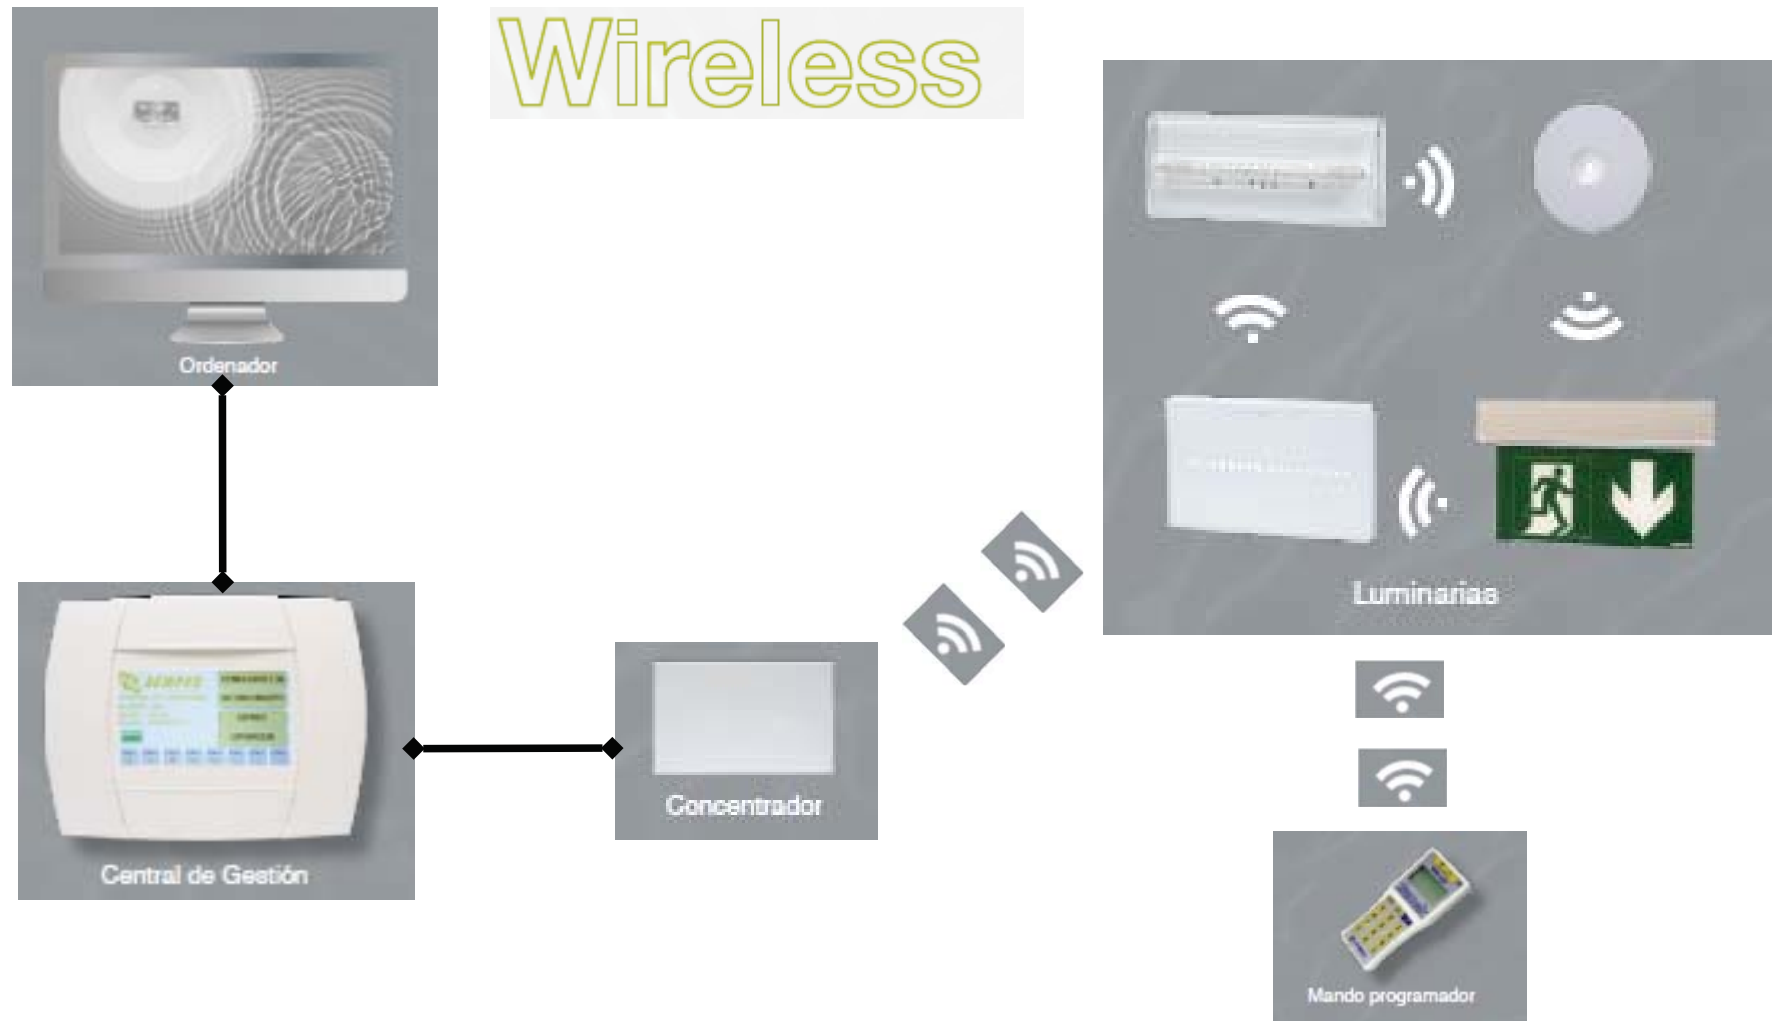 Wireless
Ordenador
Luminarias
Concentrador
Central de Gestión
Mando programador